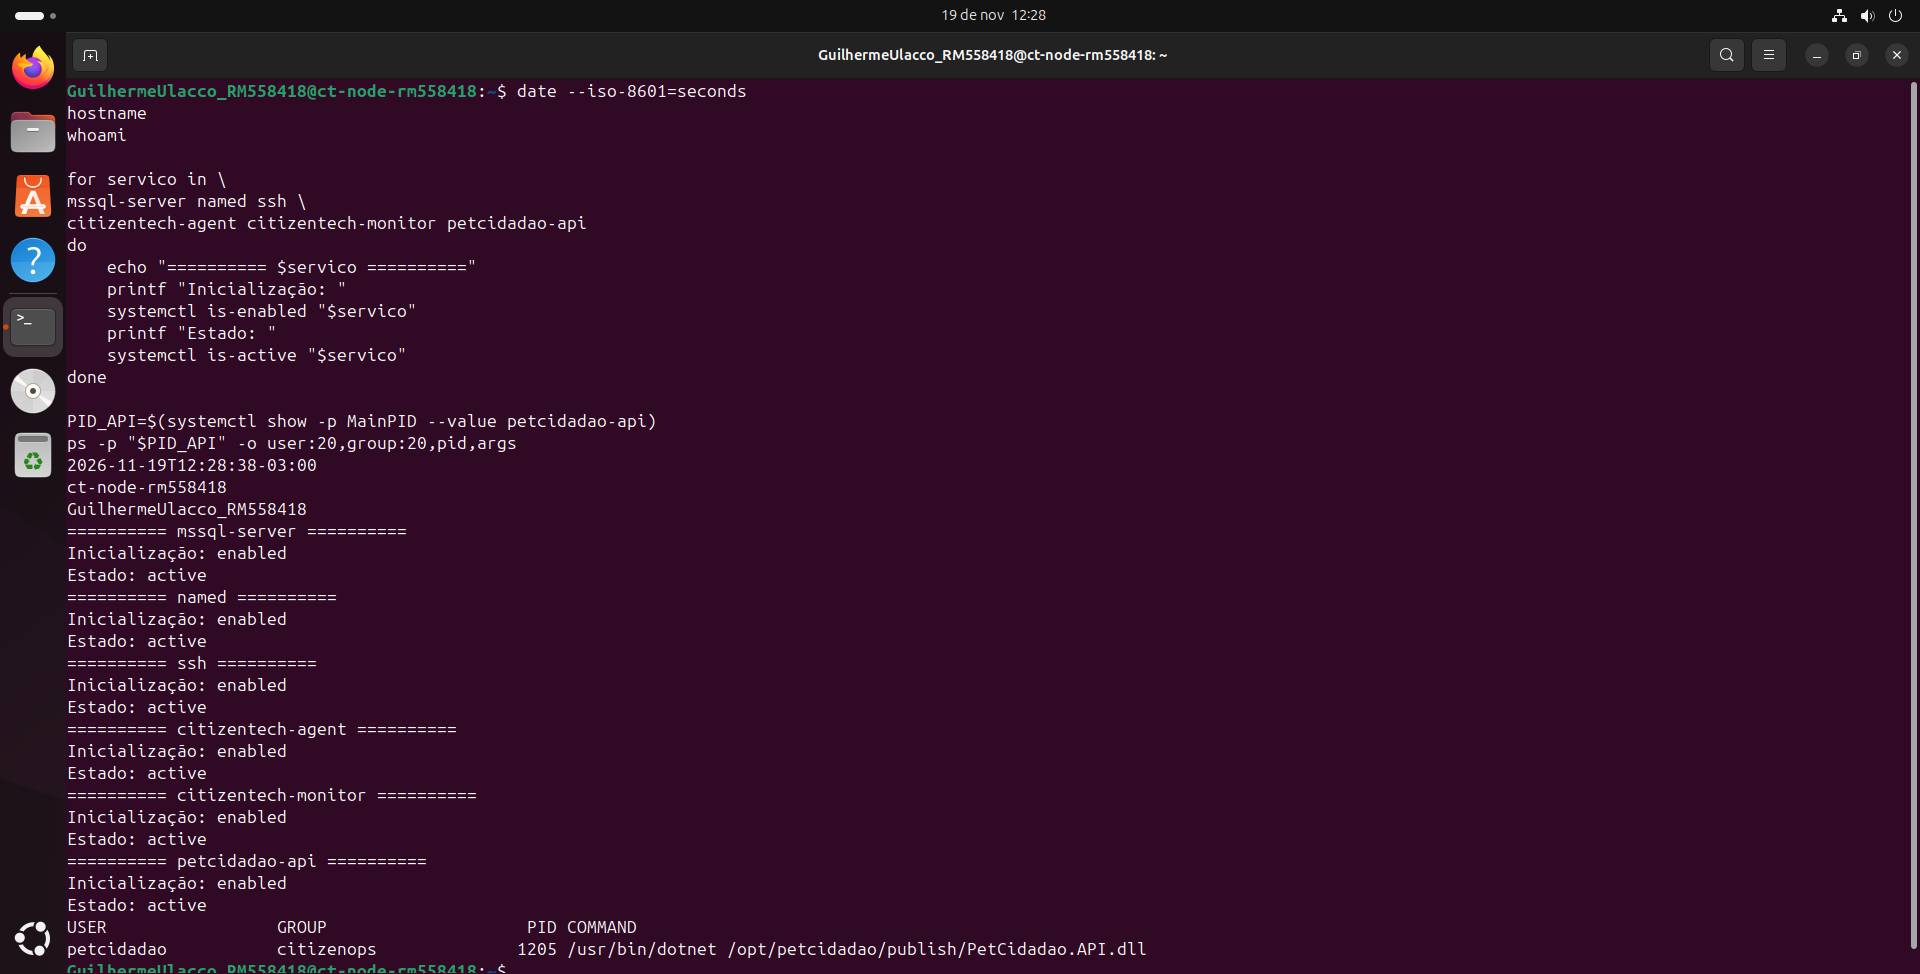 19 de nov 12:28
GuilhermeUlacco_RM558418@ct-node-rm558418: ~
GuilhermeUlacco_RM558418@ct-node-rm558418:~$ date --iso-8601=seconds
hostname
whoami

for servico in \
mssql-server named ssh \
citizentech-agent citizentech-monitor petcidadao-api
do
    echo "========== $servico =========="
    printf "Inicialização: "
    systemctl is-enabled "$servico"
    printf "Estado: "
    systemctl is-active "$servico"
done

PID_API=$(systemctl show -p MainPID --value petcidadao-api)
ps -p "$PID_API" -o user:20,group:20,pid,args
2026-11-19T12:28:38-03:00
ct-node-rm558418
GuilhermeUlacco_RM558418
========== mssql-server ==========
Inicialização: enabled
Estado: active
========== named ==========
Inicialização: enabled
Estado: active
========== ssh ==========
Inicialização: enabled
Estado: active
========== citizentech-agent ==========
Inicialização: enabled
Estado: active
========== citizentech-monitor ==========
Inicialização: enabled
Estado: active
========== petcidadao-api ==========
Inicialização: enabled
Estado: active
USER                 GROUP                    PID COMMAND
petcidadao           citizenops              1205 /usr/bin/dotnet /opt/petcidadao/publish/PetCidadao.API.dll
GuilhermeUlacco_RM558418@ct-node-rm558418:~$